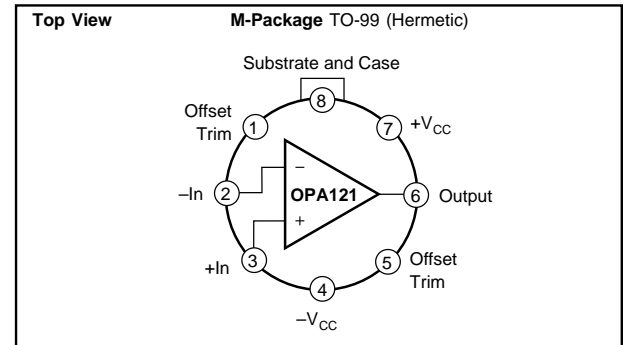 Top View
M-Package TO-99 (Hermetic)
Substrate and Case
8
Offset
Trim
1
7
+VCC
–In
2
–
OPA121
6
Output
+
+In
3
5
Offset
Trim
4
–VCC